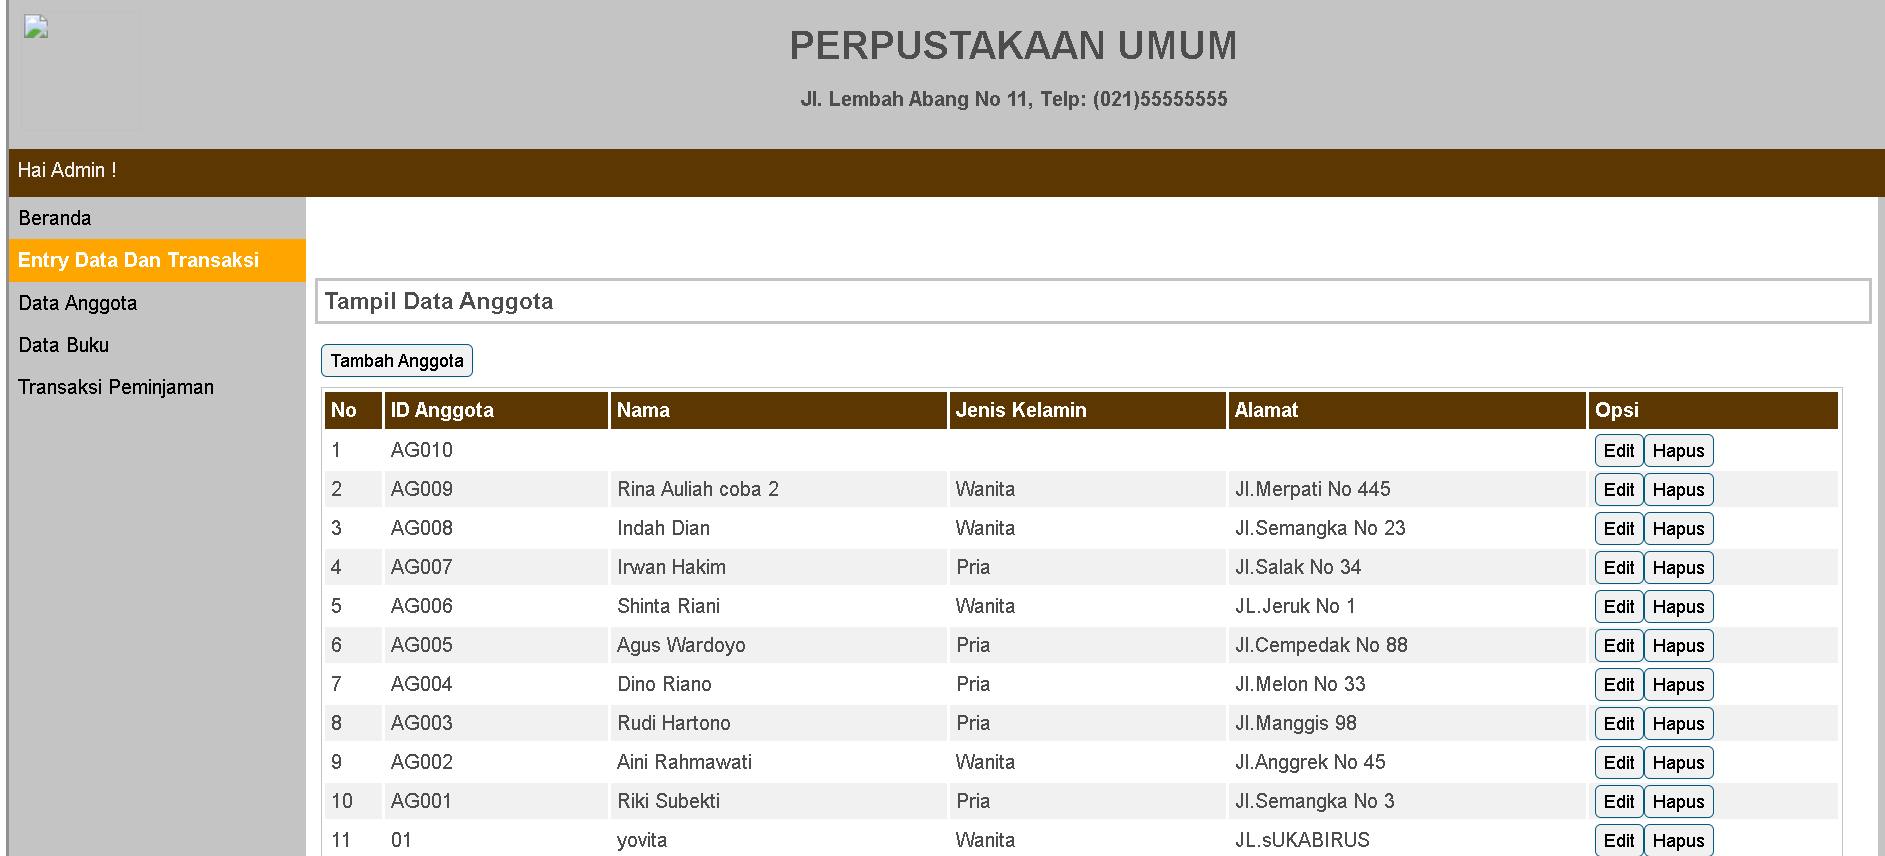 PERPUSTAKAAN UMUM
Jl. Lembah Abang No 11, Telp: (021)55555555
Hai Admin !
Beranda
Entry Data Dan Transaksi
Data Anggota
Data Buku
Transaksi Peminjaman
Tampil Data Anggota
Tambah Anggota
No ID Anggota Nama Jenis Kelamin Alamat Opsi
1 AG010 Edit Hapus
2 AG009 Rina Auliah coba 2 Wanita Jl.Merpati No 445 Edit Hapus
3 AG008 Indah Dian Wanita Jl.Semangka No 23 Edit Hapus
4 AG007 Irwan Hakim Pria Jl.Salak No 34 Edit Hapus
5 AG006 Shinta Riani Wanita JL.Jeruk No 1 Edit Hapus
6 AG005 Agus Wardoyo Pria Jl.Cempedak No 88 Edit Hapus
7 AG004 Dino Riano Pria Jl.Melon No 33 Edit Hapus
8 AG003 Rudi Hartono Pria Jl.Manggis 98 Edit Hapus
9 AG002 Aini Rahmawati Wanita Jl.Anggrek No 45 Edit Hapus
10 AG001 Riki Subekti Pria Jl.Semangka No 3 Edit Hapus
11 01 yovita Wanita JL.sUKABIRUS Edit Hapus